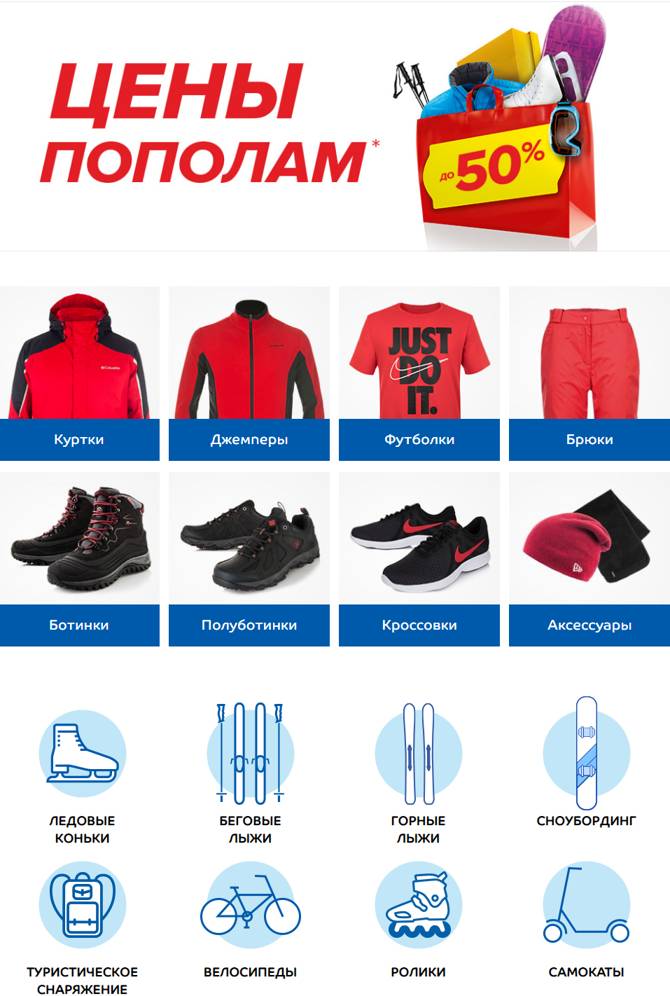 ЦЕНЫ
ПОПОЛАМ*
до 50%
Columbia
JUST
DO
IT.
Куртки
Джемперы
Футболки
Брюки
Ботинки
Полуботинки
Кроссовки
Аксессуары
ЛЕДОВЫЕ
КОНЬКИ
БЕГОВЫЕ
ЛЫЖИ
ГОРНЫЕ
ЛЫЖИ
СНОУБОРДИНГ
ТУРИСТИЧЕСКОЕ
СНАРЯЖЕНИЕ
ВЕЛОСИПЕДЫ
РОЛИКИ
САМОКАТЫ